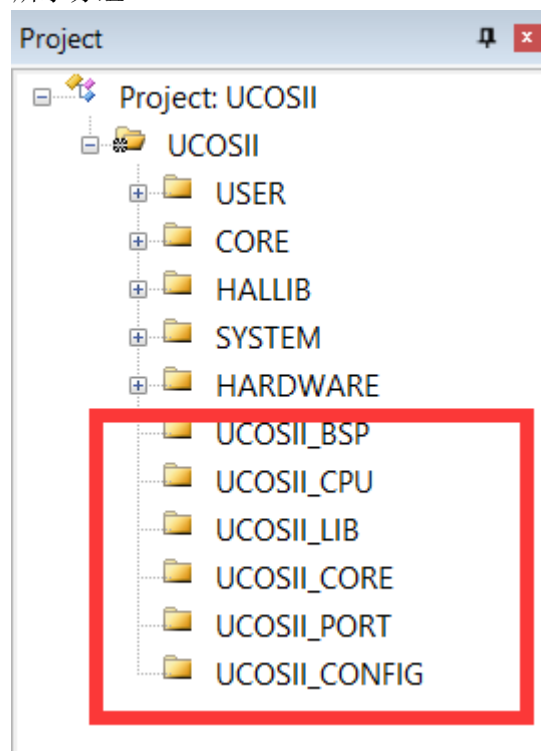 Project
Project: UCOSII
UCOSII
USER
CORE
HALLIB
SYSTEM
HARDWARE
UCOSII_BSP
UCOSII_CPU
UCOSII_LIB
UCOSII_CORE
UCOSII_PORT
UCOSII_CONFIG